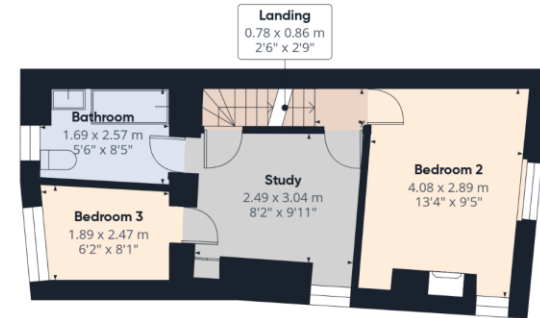 Landing
0.78 x 0.86 m
2'6" x 2'9"
Bathroom
1.69 x 2.57 m
5'6" x 8'5"
Study
2.49 x 3.04 m
8'2" x 9'11"
Bedroom 2
4.08 x 2.89 m
13'4" x 9'5"
Bedroom 3
1.89 x 2.47 m
6'2" x 8'1"